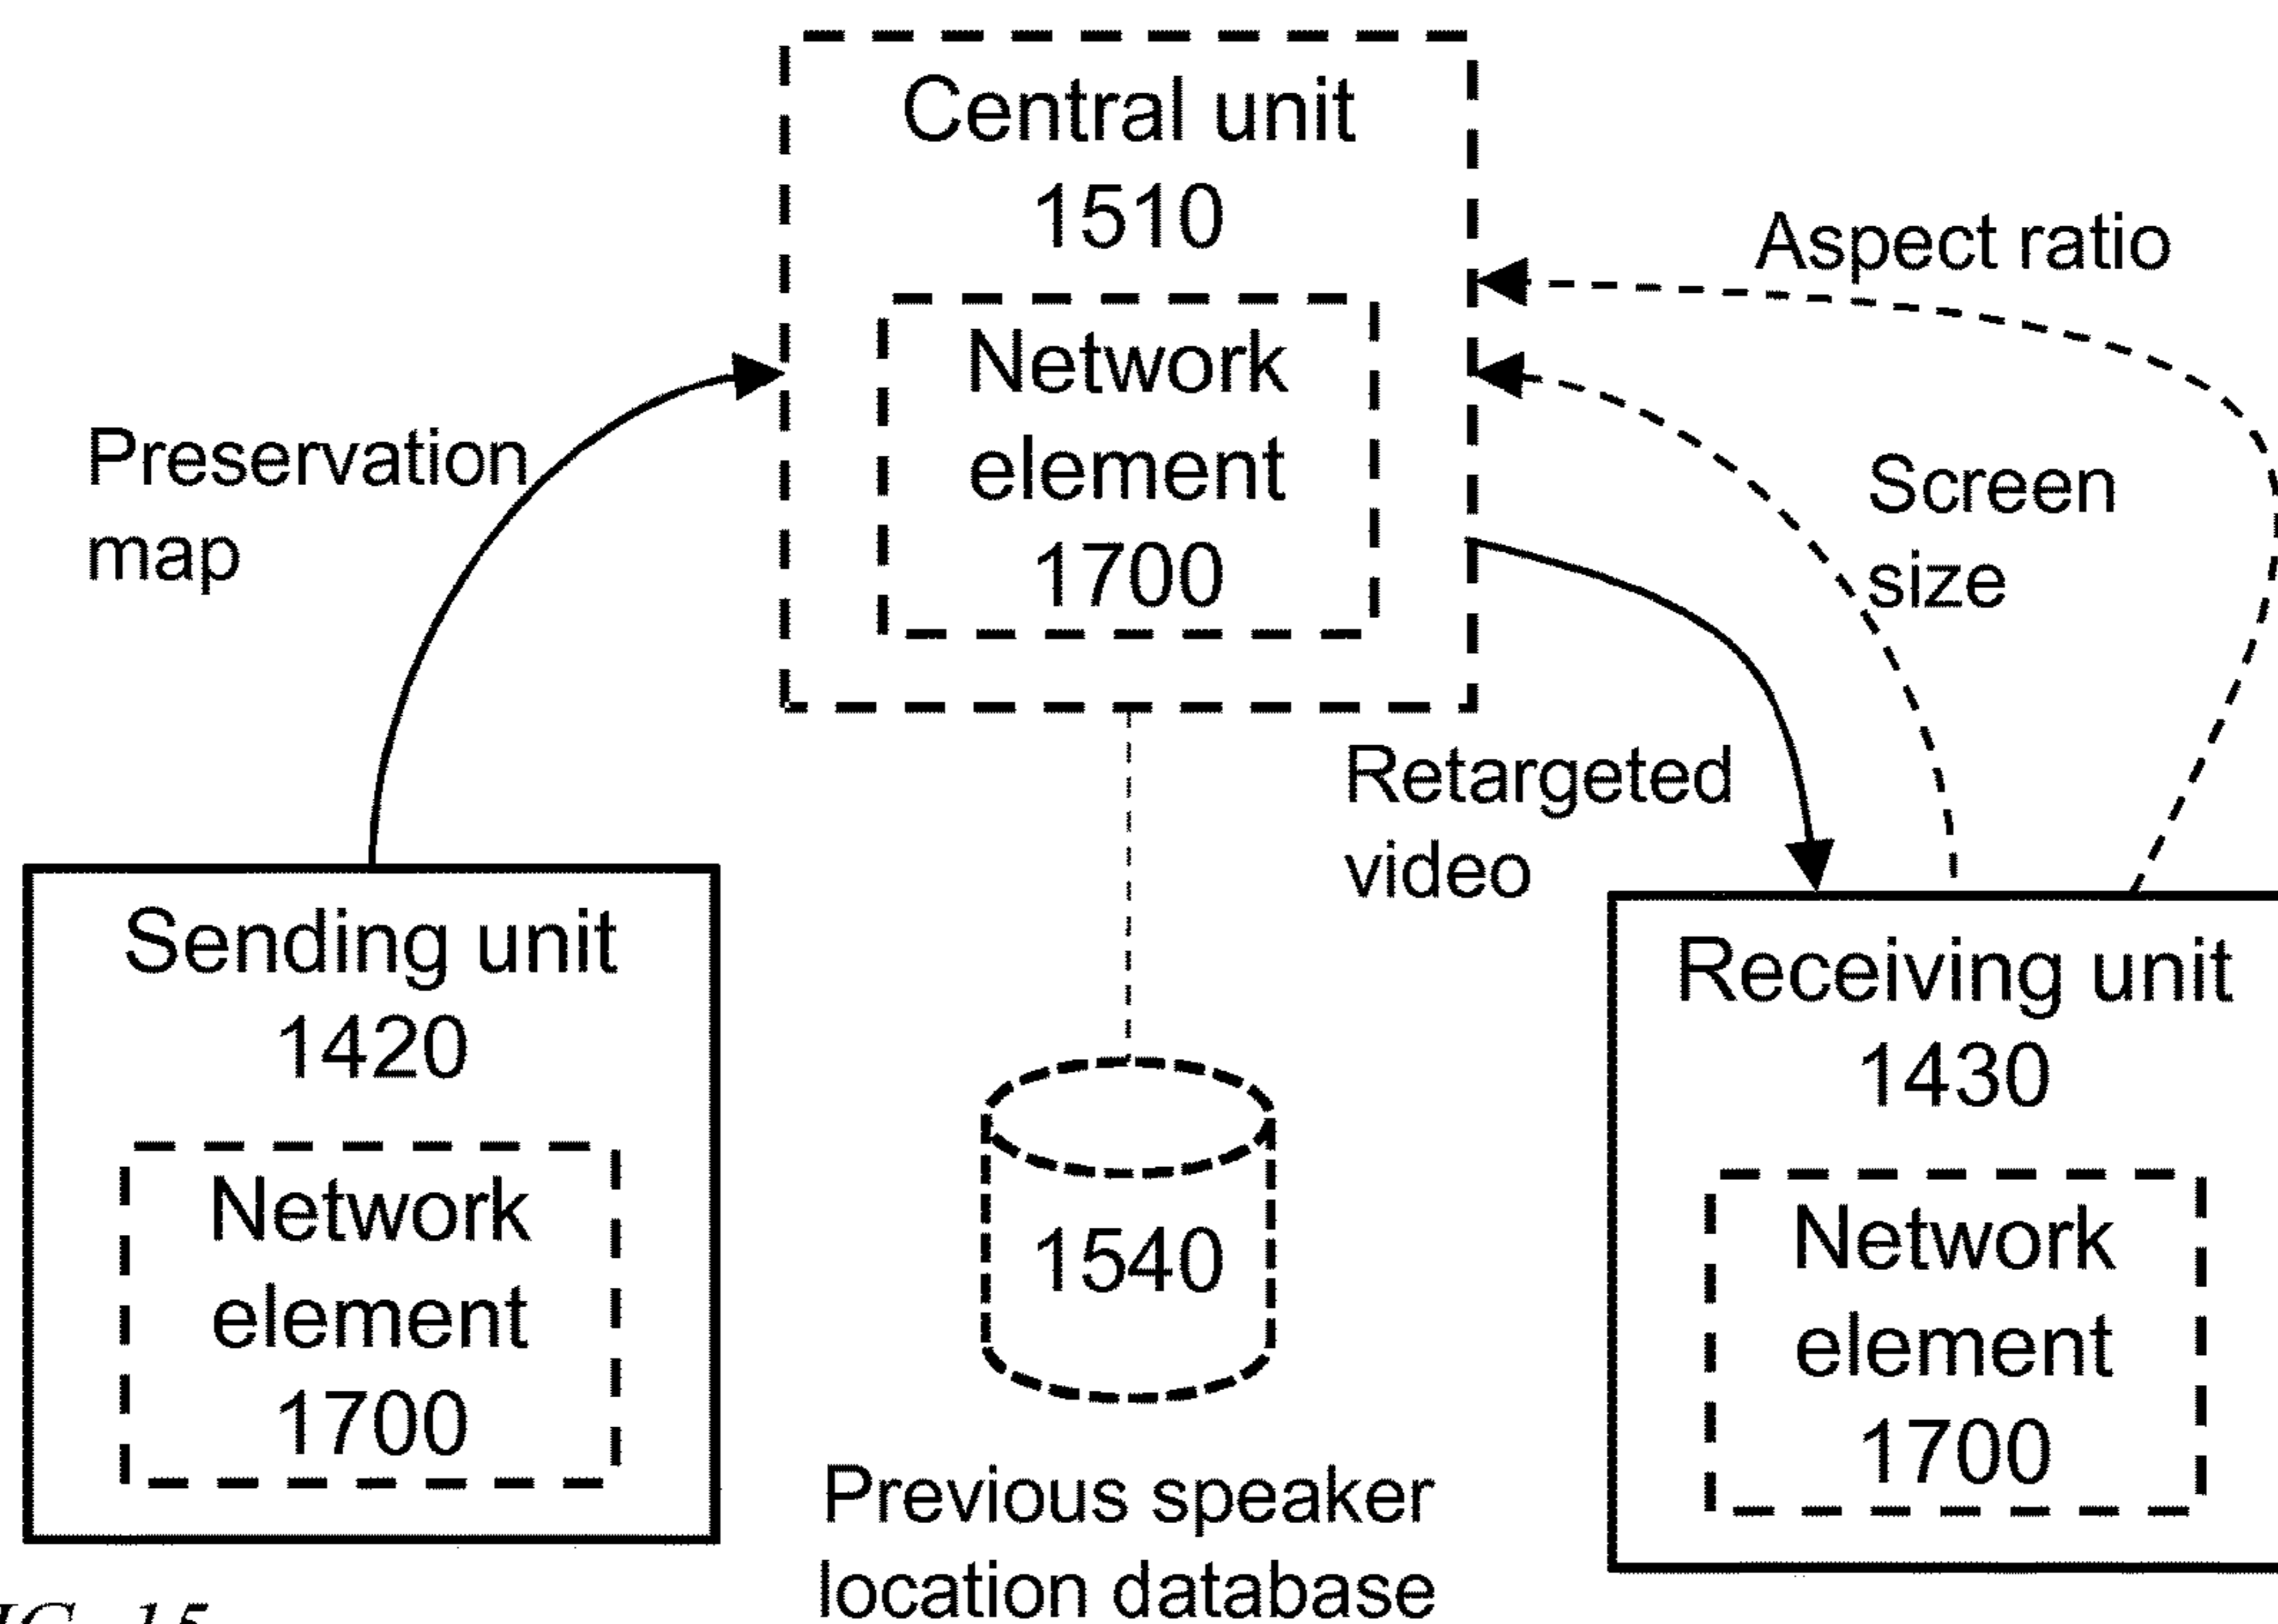 Central unit
1510
Network
element
1700
Aspect ratio
Screen
size
Preservation
map
Retargeted
video
Sending unit
1420
Network
element
1700
1540
Previous speaker
location database
Receiving unit
1430
Network
element
1700